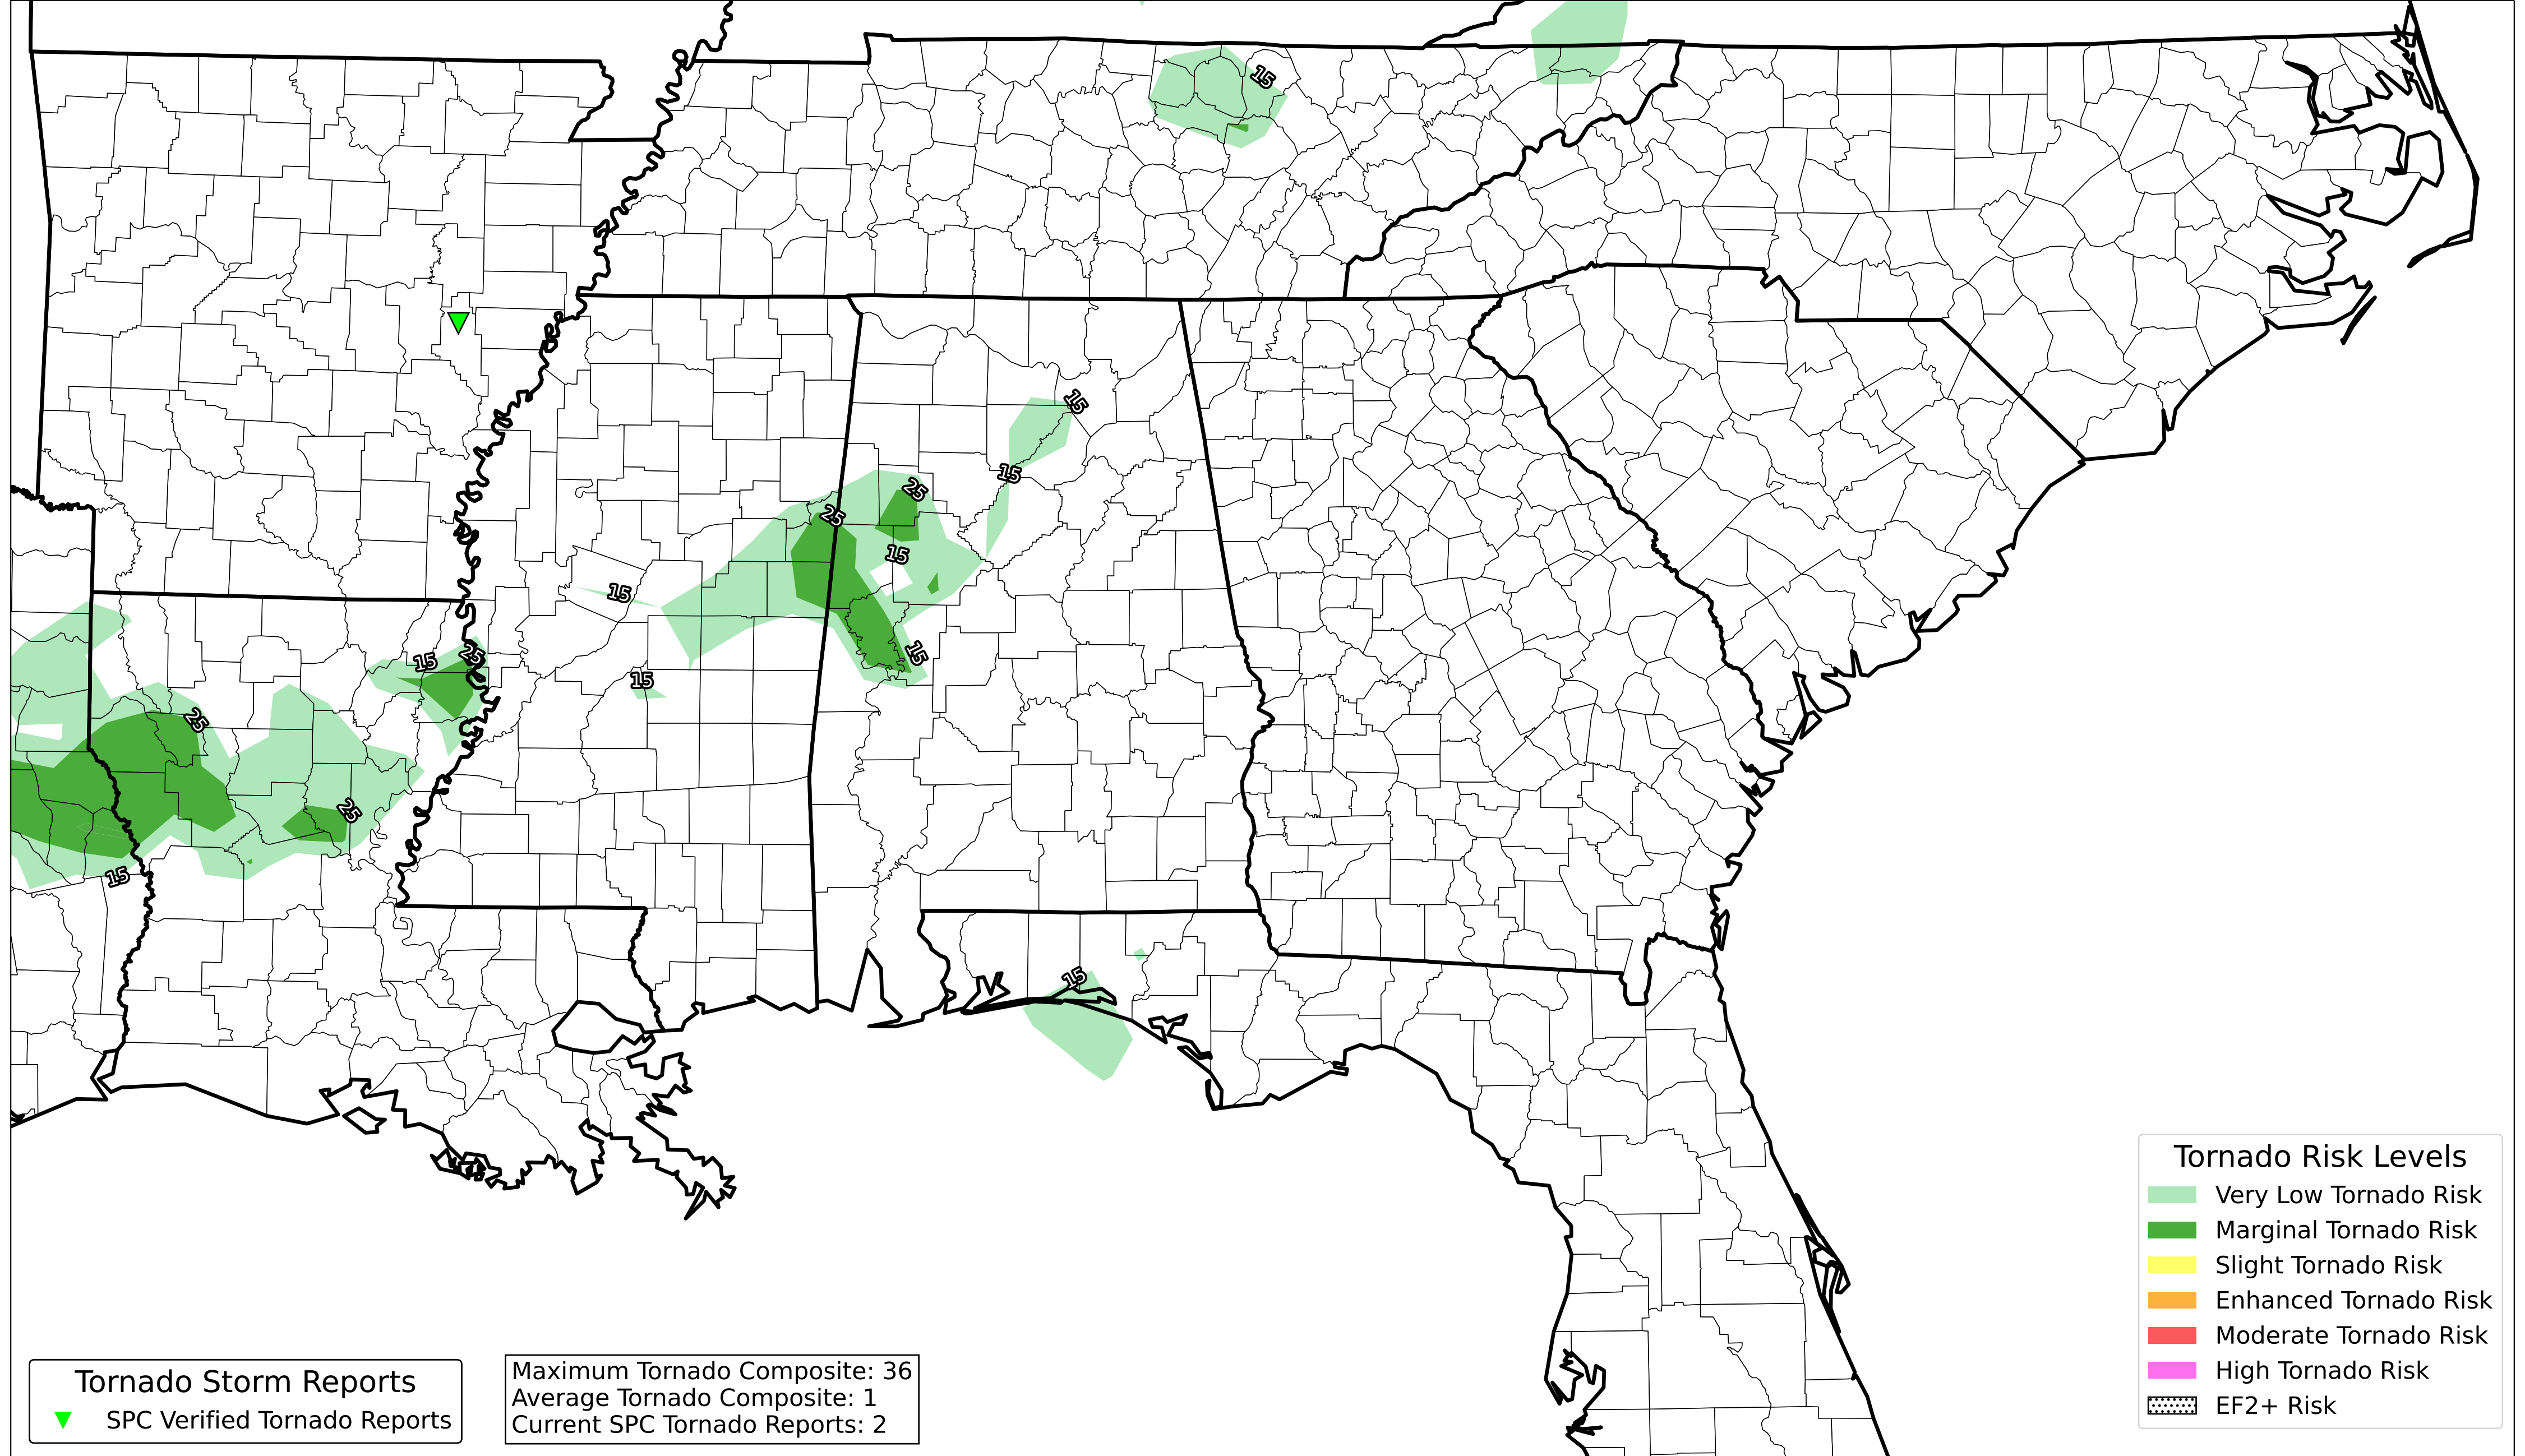 15
15
15
25
25
15
15
15
15
25
15
25
25
15
15
Tornado Storm Reports
SPC Verified Tornado Reports
Maximum Tornado Composite: 36
Average Tornado Composite: 1
Current SPC Tornado Reports: 2
Tornado Risk Levels
Very Low Tornado Risk
Marginal Tornado Risk
Slight Tornado Risk
Enhanced Tornado Risk
Moderate Tornado Risk
High Tornado Risk
EF2+ Risk